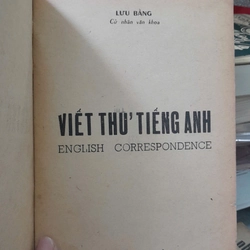 LƯU BẰNG
Cử nhân văn khoa
VIẾT THƯ TIẾNG ANH
ENGLISH CORRESPONDENCE